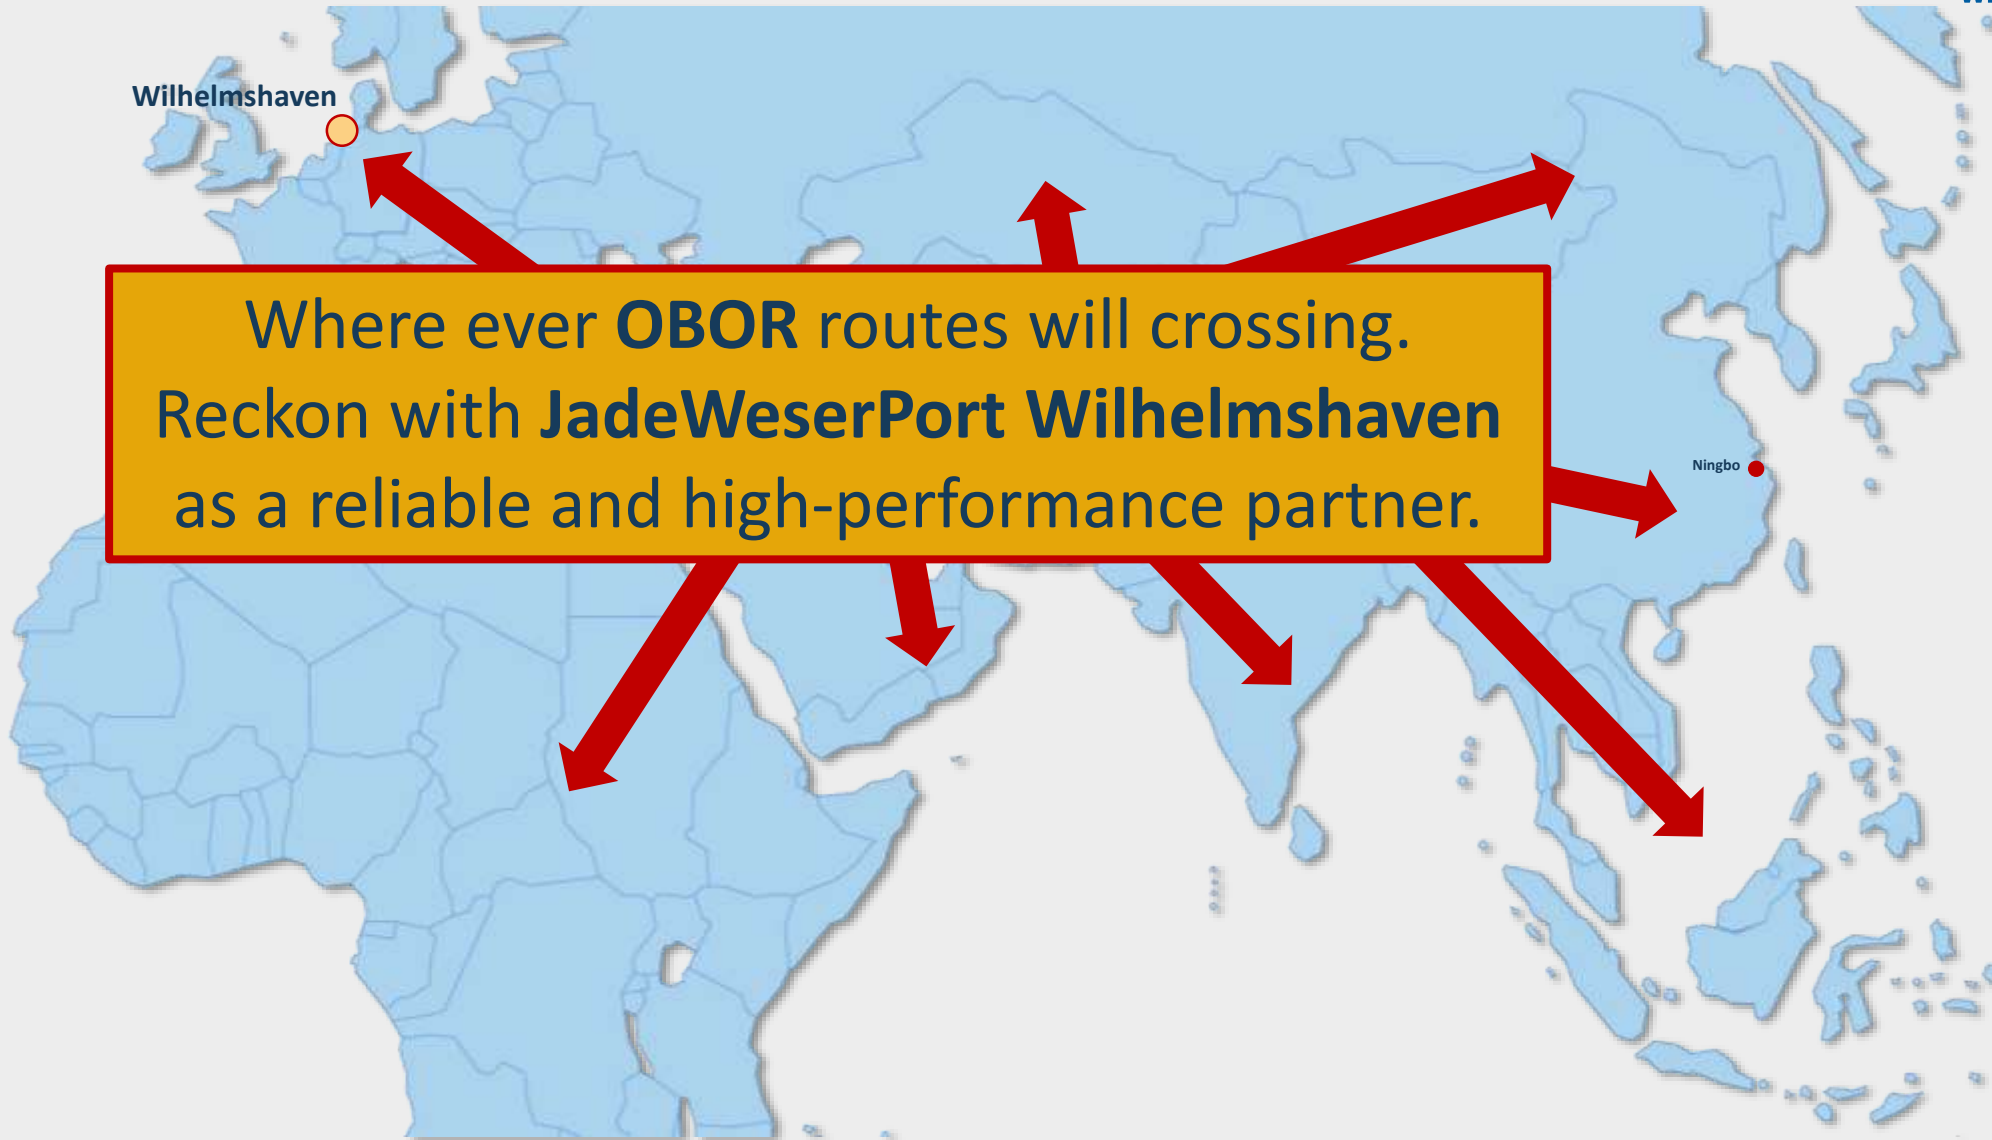 Wilhelmshaven
Where ever OBOR routes will crossing.
Reckon with JadeWeserPort Wilhelmshaven
as a reliable and high-performance partner.
Ningbo